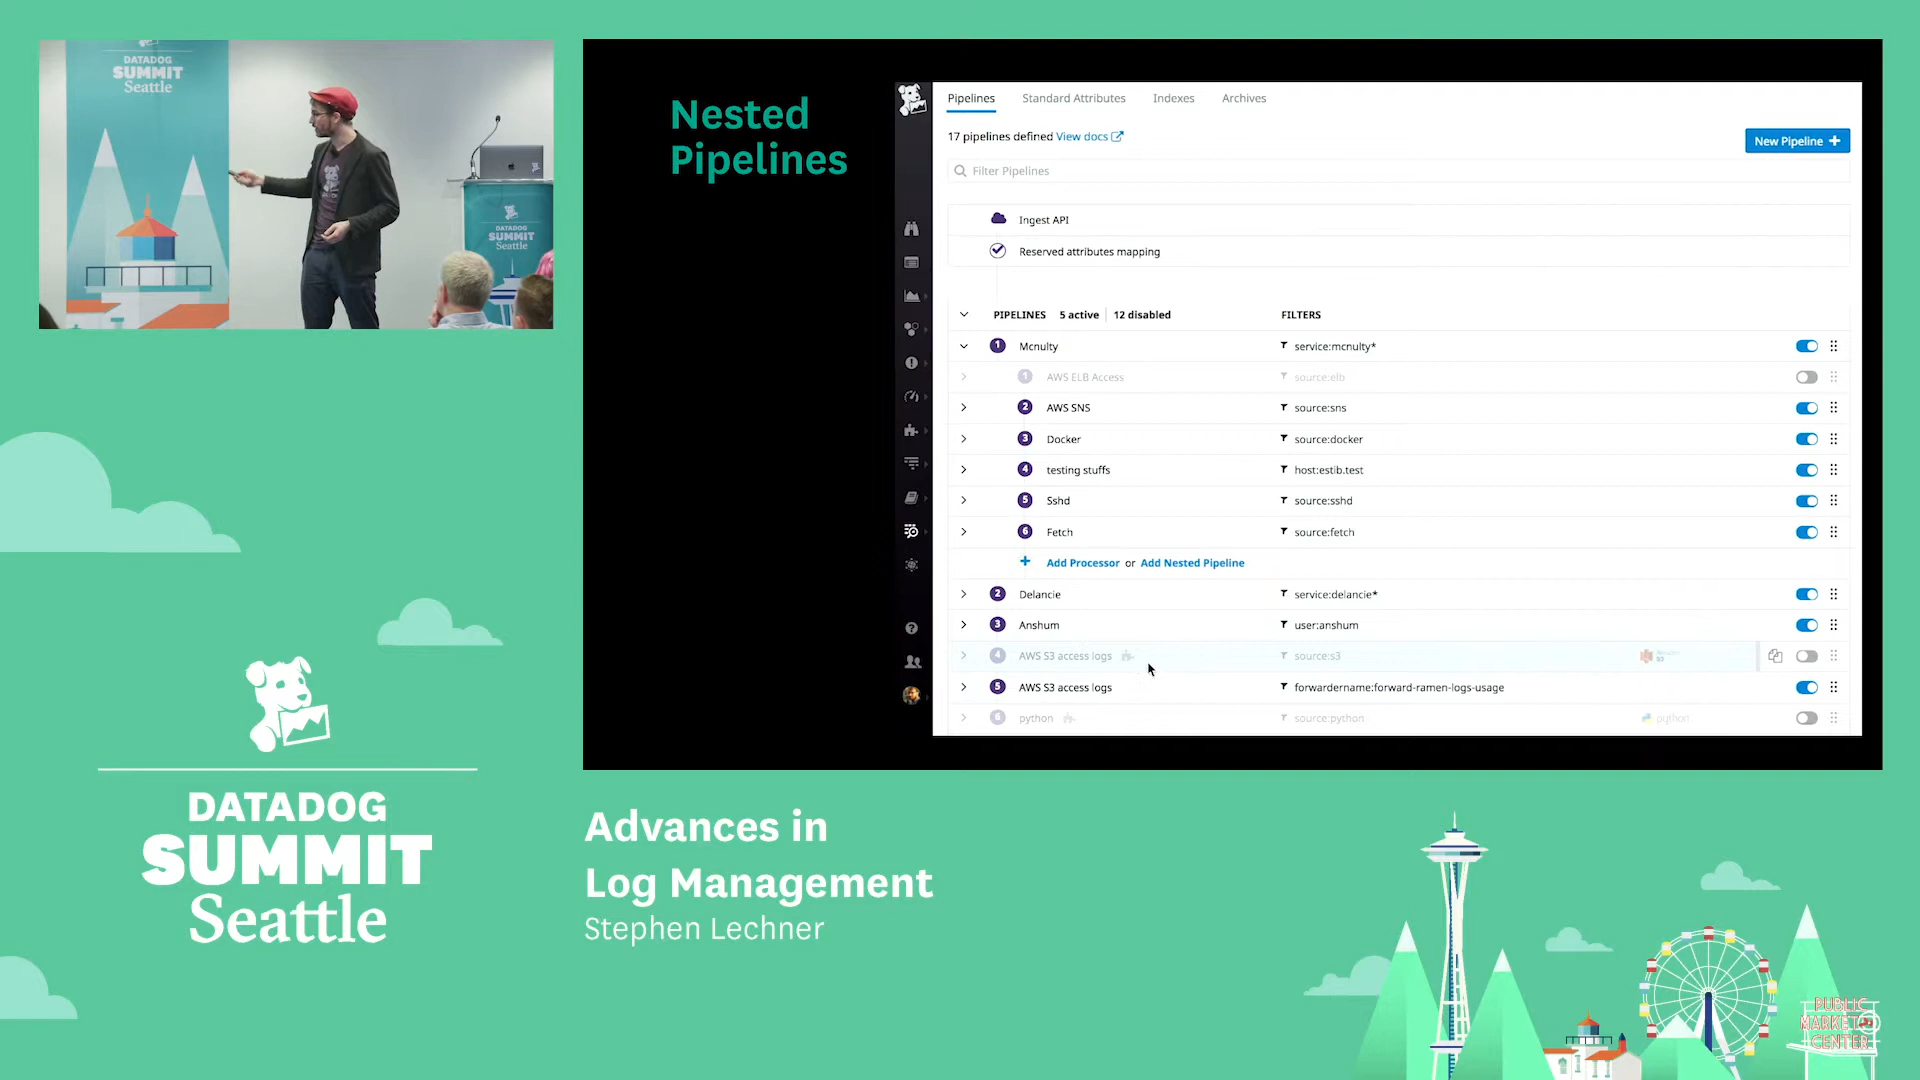 DATADOG
SUMMIT
Seattle
DATADOG
SUMMIT
Seattle
Nested
Pipelines
Pipelines Standard Attributes Indexes Archives
17 pipelines defined View docs
New Pipeline +
Filter Pipelines
Ingest API
Reserved attributes mapping
PIPELINES 5 active 12 disabled FILTERS
1 Mcnulty service:mcnulty*
1 AWS ELB Access source:elb
2 AWS SNS source:sns
3 Docker source:docker
4 testing stuffs host:estib.test
5 Sshd source:sshd
6 Fetch source:fetch
+ Add Processor or Add Nested Pipeline
2 Delancie service:delancie*
3 Anshum user:anshum
4 AWS S3 access logs source:s3
5 AWS S3 access logs forwardername:forward-ramen-logs-usage
6 python source:python python
DATADOG
SUMMIT
Seattle
Advances in
Log Management
Stephen Lechner
PUBLIC
MARKET
CENTER